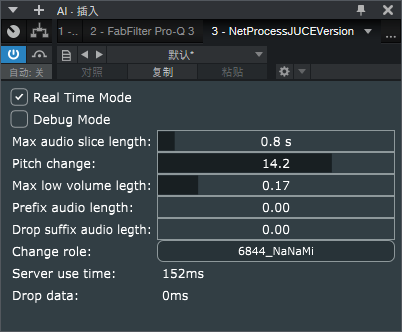 AI - 插入
1 -.. 2 - FabFilter Pro-Q 3 3 - NetProcessJUCEVersion ...
默认*
自动: 关 对照 复制 粘贴
Real Time Mode
Debug Mode
Max audio slice length: 0.8 s
Pitch change: 14.2
Max low volume legth: 0.17
Prefix audio length: 0.00
Drop suffix audio legth: 0.00
Change role: 6844_NaNaMi
Server use time: 152ms
Drop data: 0ms